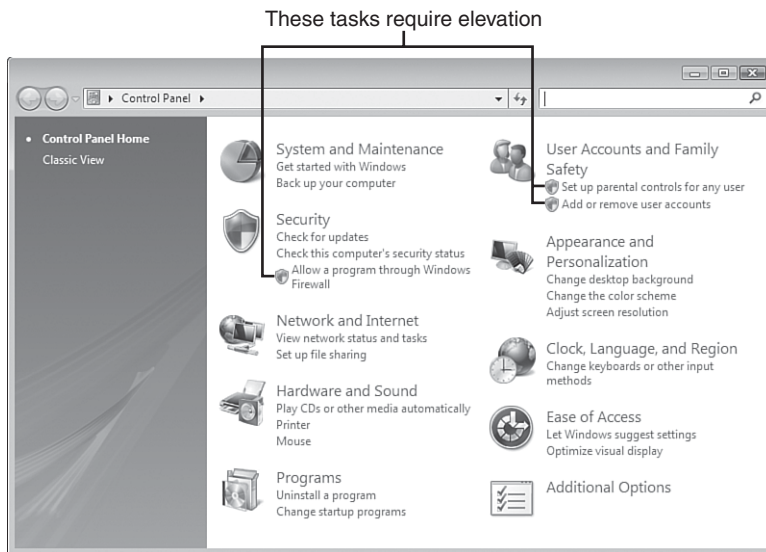 These tasks require elevation
Control Panel
Control Panel Home
Classic View
System and Maintenance
Get started with Windows
Back up your computer
Security
Check for updates
Check this computer's security status
Allow a program through Windows
Firewall
Network and Internet
View network status and tasks
Set up file sharing
Hardware and Sound
Play CDs or other media automatically
Printer
Mouse
Programs
Uninstall a program
Change startup programs
User Accounts and Family
Safety
Set up parental controls for any user
Add or remove user accounts
Appearance and
Personalization
Change desktop background
Change the color scheme
Adjust screen resolution
Clock, Language, and Region
Change keyboards or other input
methods
Ease of Access
Let Windows suggest settings
Optimize visual display
Additional Options